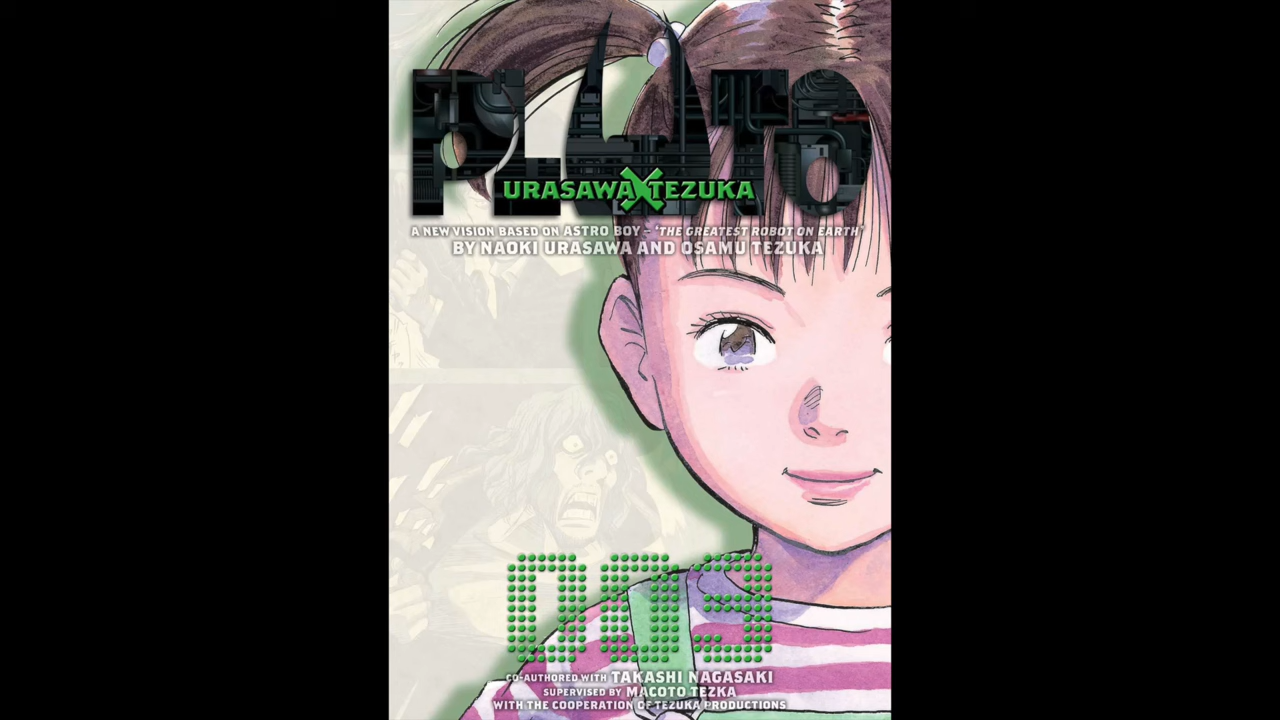 PLUTO
URASAWA X TEZUKA
A NEW VISION BASED ON ASTRO BOY – 'THE GREATEST ROBOT ON EARTH'
BY NAOKI URASAWA AND OSAMU TEZUKA
003
CO-AUTHORED WITH TAKASHI NAGASAKI
SUPERVISED BY MACOTO TEZKA
WITH THE COOPERATION OF TEZUKA PRODUCTIONS